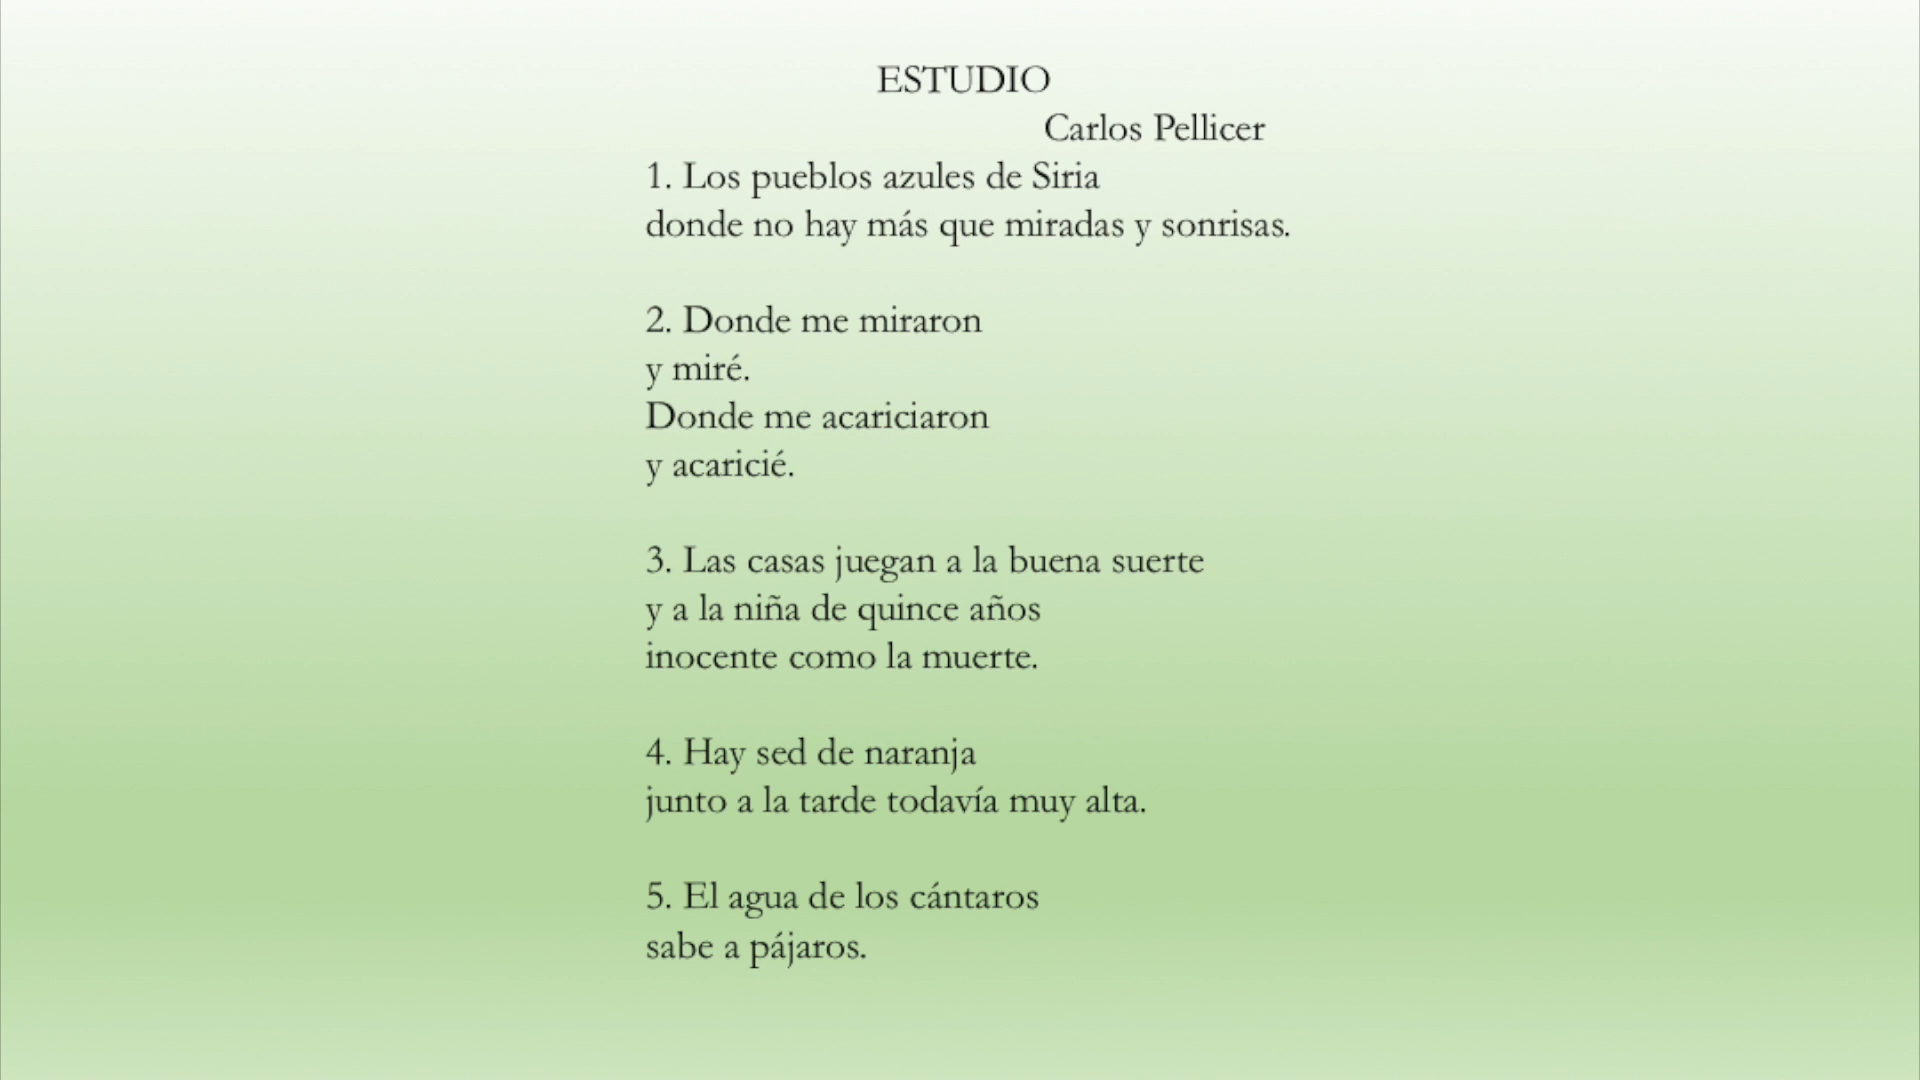 ESTUDIO
Carlos Pellicer
1. Los pueblos azules de Siria
donde no hay más que miradas y sonrisas.
2. Donde me miraron
y miré.
Donde me acariciaron
y acaricié.
3. Las casas juegan a la buena suerte
y a la niña de quince años
inocente como la muerte.
4. Hay sed de naranja
junto a la tarde todavía muy alta.
5. El agua de los cántaros
sabe a pájaros.